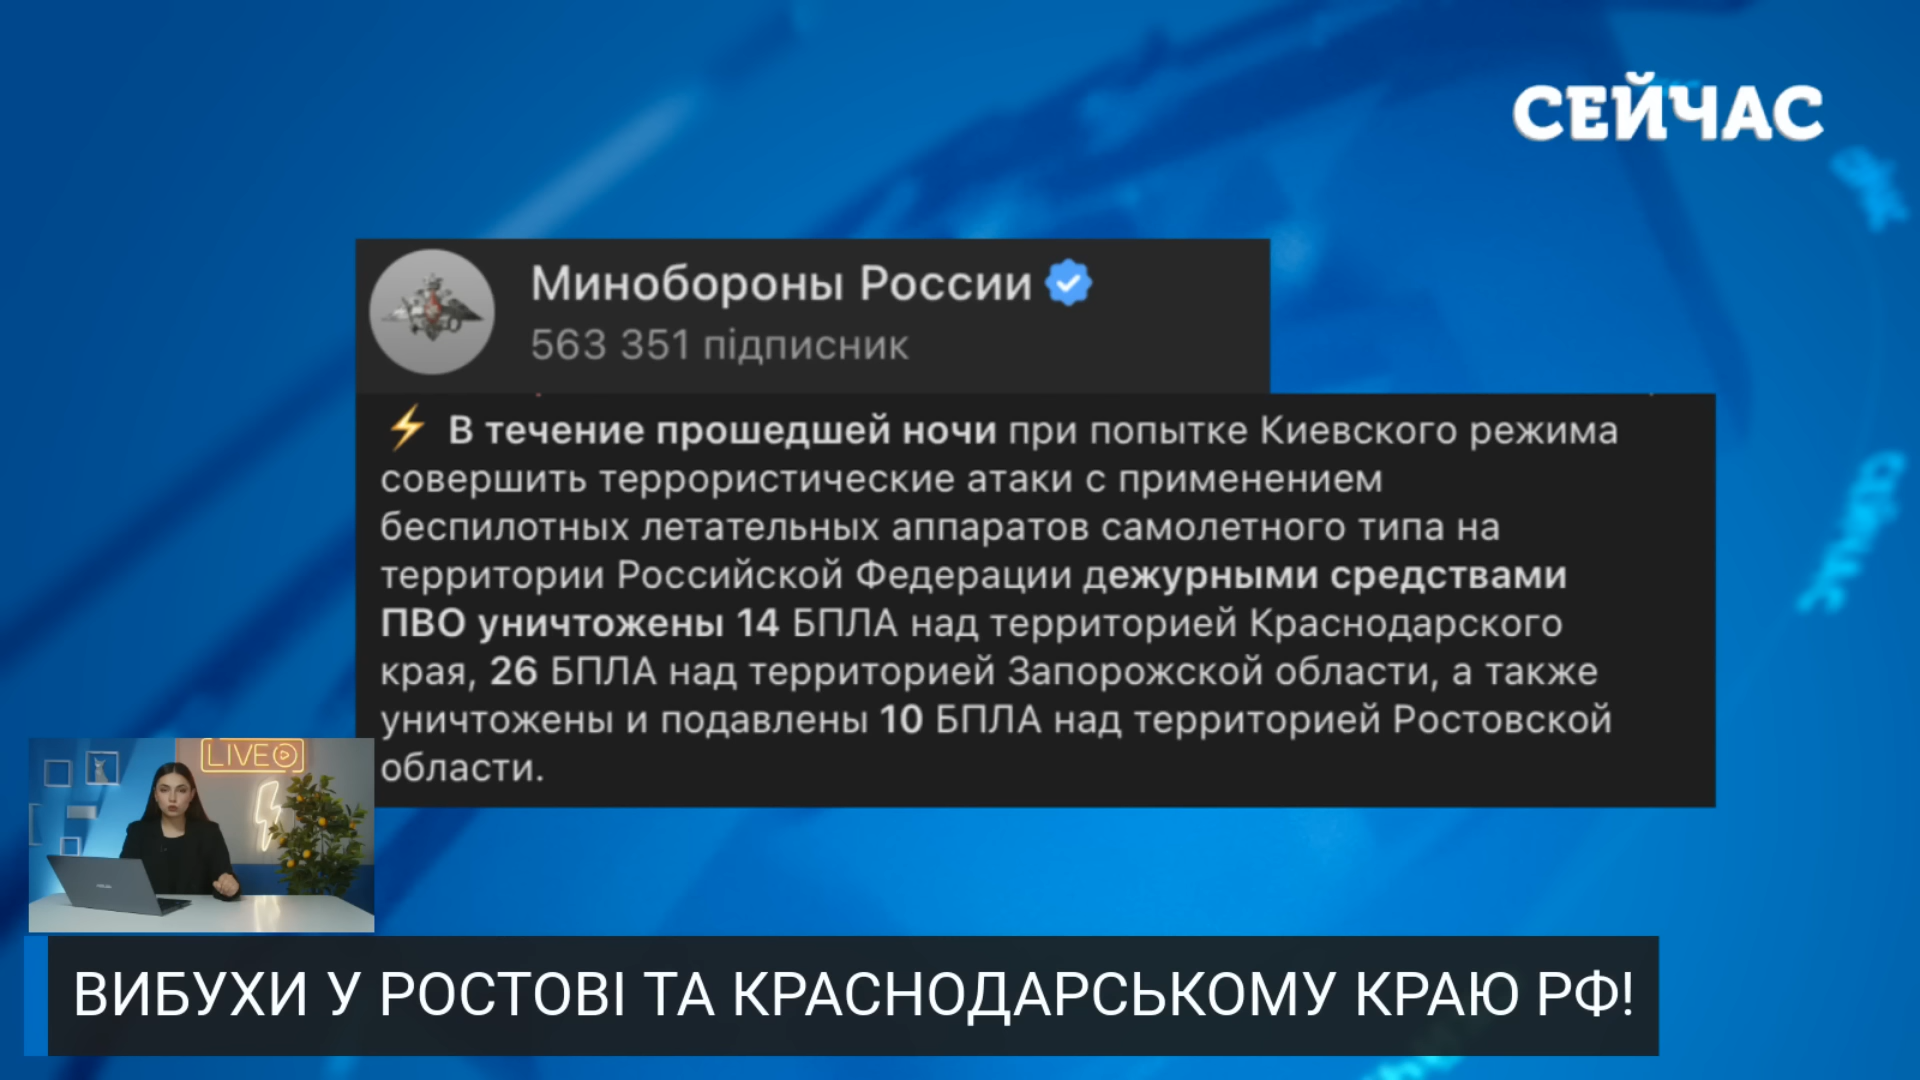 СЕЙЧАС
Минобороны России
563 351 підписник
⚡ В течение прошедшей ночи при попытке Киевского режима
совершить террористические атаки с применением
беспилотных летательных аппаратов самолетного типа на
территории Российской Федерации дежурными средствами
ПВО уничтожены 14 БПЛА над территорией Краснодарского
края, 26 БПЛА над территорией Запорожской области, а также
уничтожены и подавлены 10 БПЛА над территорией Ростовской
области.
LIVE
ВИБУХИ У РОСТОВІ ТА КРАСНОДАРСЬКОМУ КРАЮ РФ!